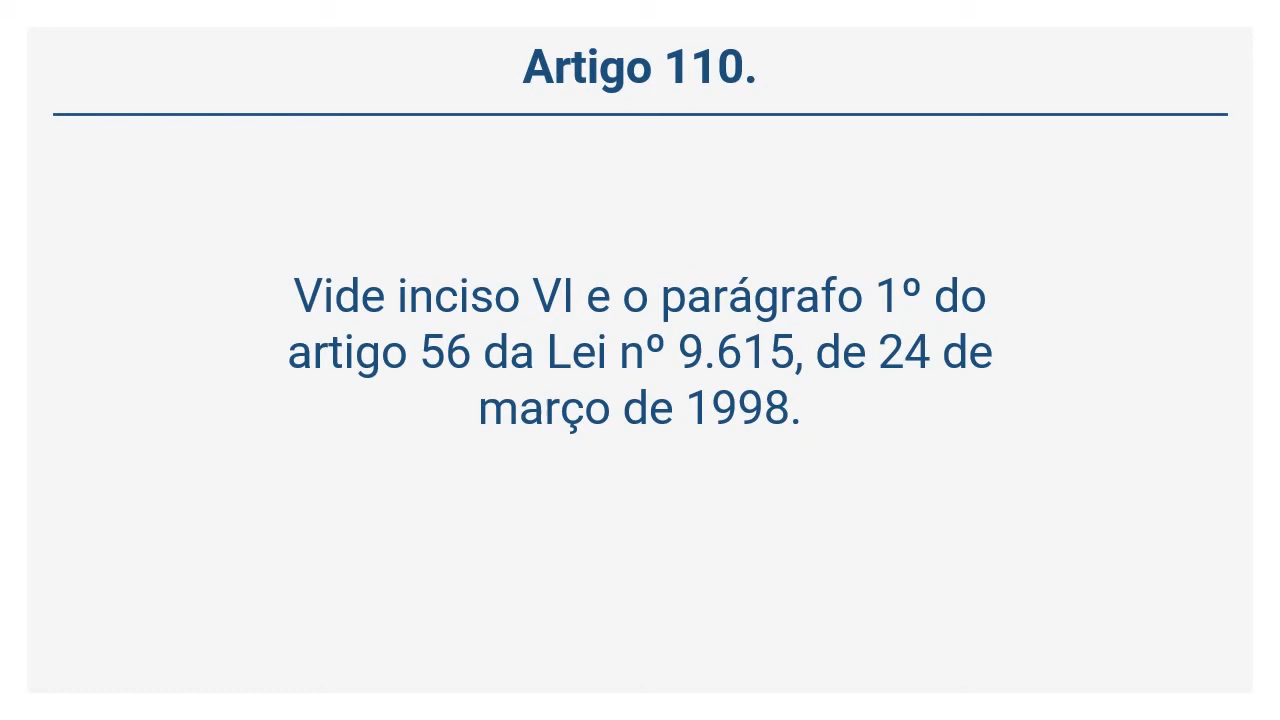 Artigo 110.
Vide inciso VI e o parágrafo 1º do
artigo 56 da Lei nº 9.615, de 24 de
março de 1998.